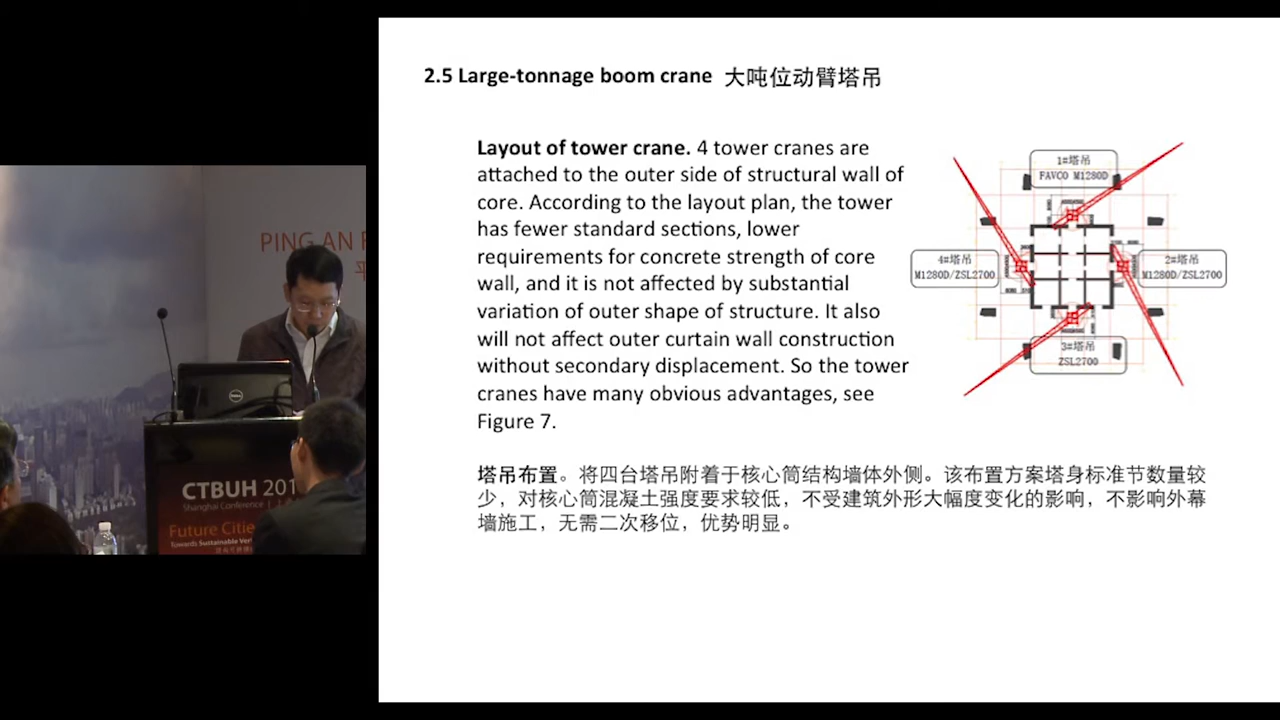 2.5 Large-tonnage boom crane 大吨位动臂塔吊
Layout of tower crane. 4 tower cranes are
attached to the outer side of structural wall of
core. According to the layout plan, the tower
has fewer standard sections, lower
requirements for concrete strength of core
wall, and it is not affected by substantial
variation of outer shape of structure. It also
will not affect outer curtain wall construction
without secondary displacement. So the tower
cranes have many obvious advantages, see
Figure 7.
1#塔吊
FAVCO M1280D
4#塔吊
M1280D/ZSL2700
2#塔吊
M1280D/ZSL2700
3#塔吊
ZSL2700
塔吊布置。将四台塔吊附着于核心筒结构墙体外侧。该布置方案塔身标准节数量较
少，对核心筒混凝土强度要求较低，不受建筑外形大幅度变化的影响，不影响外幕
墙施工，无需二次移位，优势明显。
PING AN
CTBUH 201
Shanghai Conference
Future Citie
Towards Sustainable Ver